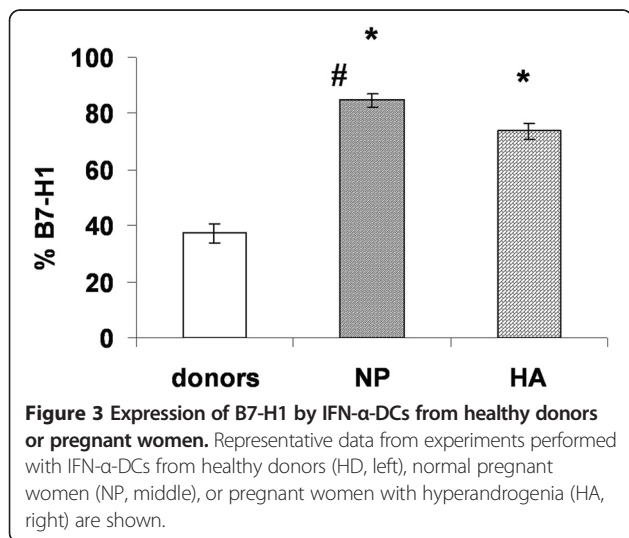 *
#
*
100
80
60
40
20
0
% B7-H1
donors NP HA
Figure 3 Expression of B7-H1 by IFN-α-DCs from healthy donors
or pregnant women. Representative data from experiments performed
with IFN-α-DCs from healthy donors (HD, left), normal pregnant
women (NP, middle), or pregnant women with hyperandrogenia (HA,
right) are shown.